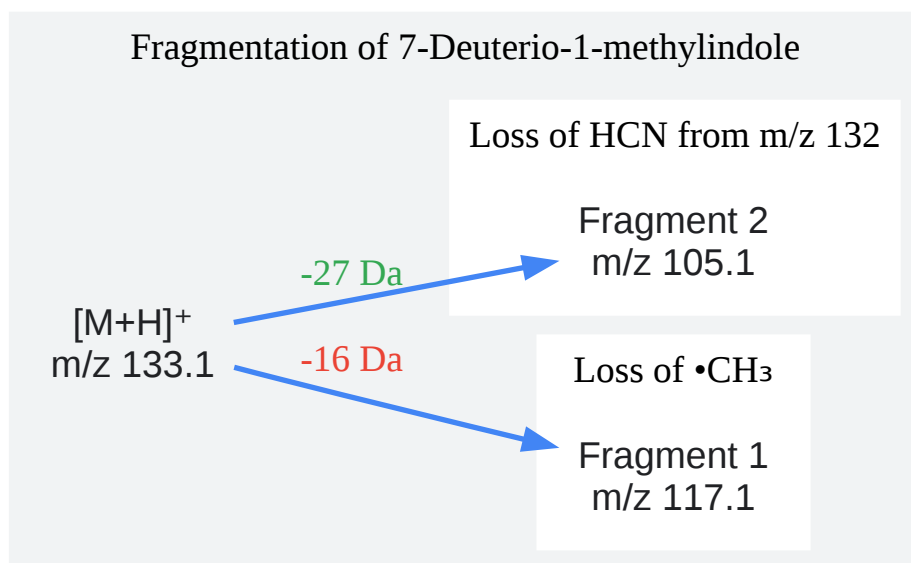 Fragmentation of 7-Deuterio-1-methylindole
Loss of HCN from m/z 132
Fragment 2
m/z 105.1
-27 Da
[M+H]⁺
m/z 133.1
-16 Da
Loss of •CH₃
Fragment 1
m/z 117.1